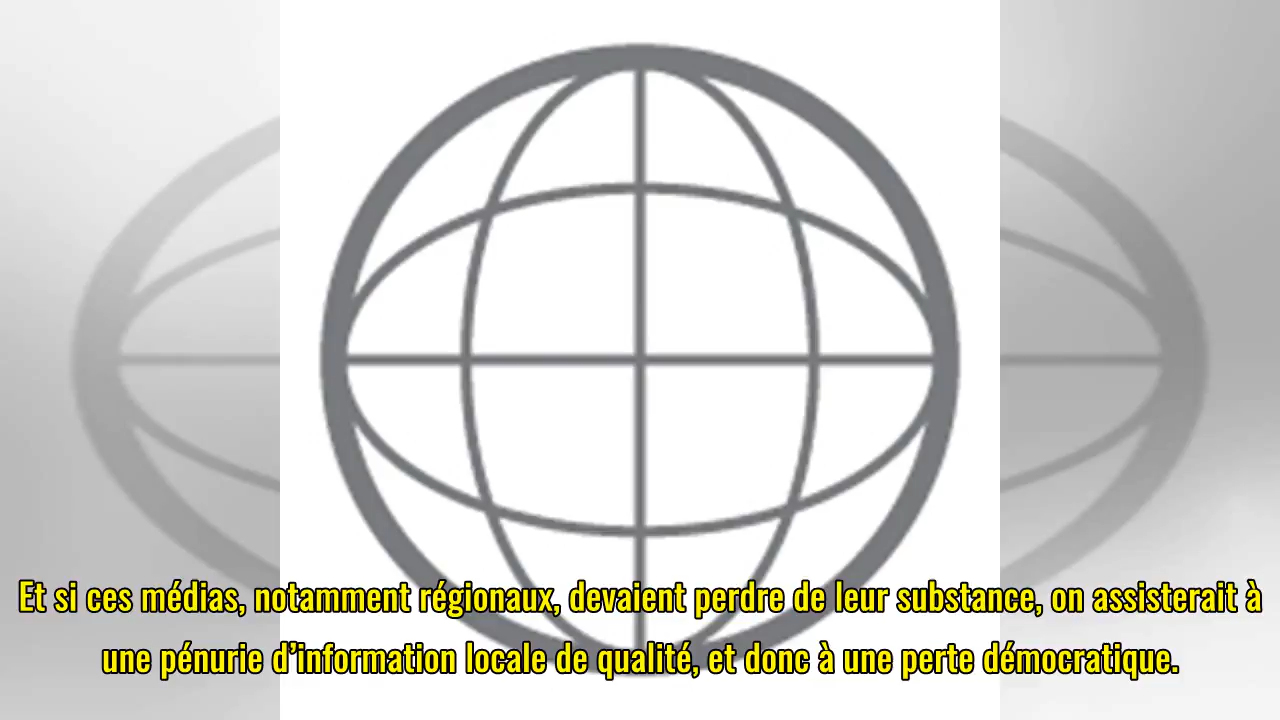 Et si ces médias, notamment régionaux, devaient perdre de leur substance, on assisterait à
une pénurie d’information locale de qualité, et donc à une perte démocratique.